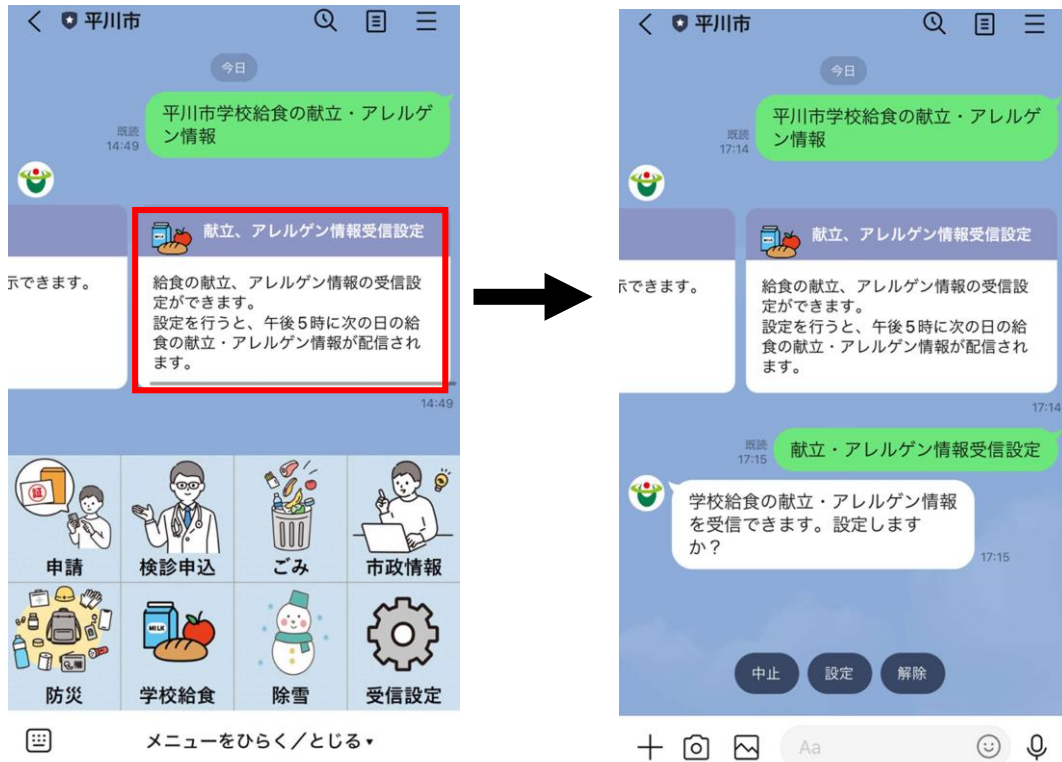 平川市
今日
平川市学校給食の献立・アレルゲ
ン情報
既読
14:49
献立、アレルゲン情報受信設定
示できます。
給食の献立、アレルゲン情報の受信設
定ができます。
設定を行うと、午後5時に次の日の給
食の献立・アレルゲン情報が配信され
ます。
14:49
証
MILK
申請
検診申込
ごみ
市政情報
防災
学校給食
除雪
受信設定
メニューをひらく/とじる▾
平川市
今日
平川市学校給食の献立・アレルゲ
ン情報
既読
17:14
献立、アレルゲン情報受信設定
示できます。
給食の献立、アレルゲン情報の受信設
定ができます。
設定を行うと、午後5時に次の日の給
食の献立・アレルゲン情報が配信され
ます。
17:14
既読
17:15
献立・アレルゲン情報受信設定
学校給食の献立・アレルゲン情報
を受信できます。設定します
か？
17:15
中止
設定
解除
Aa